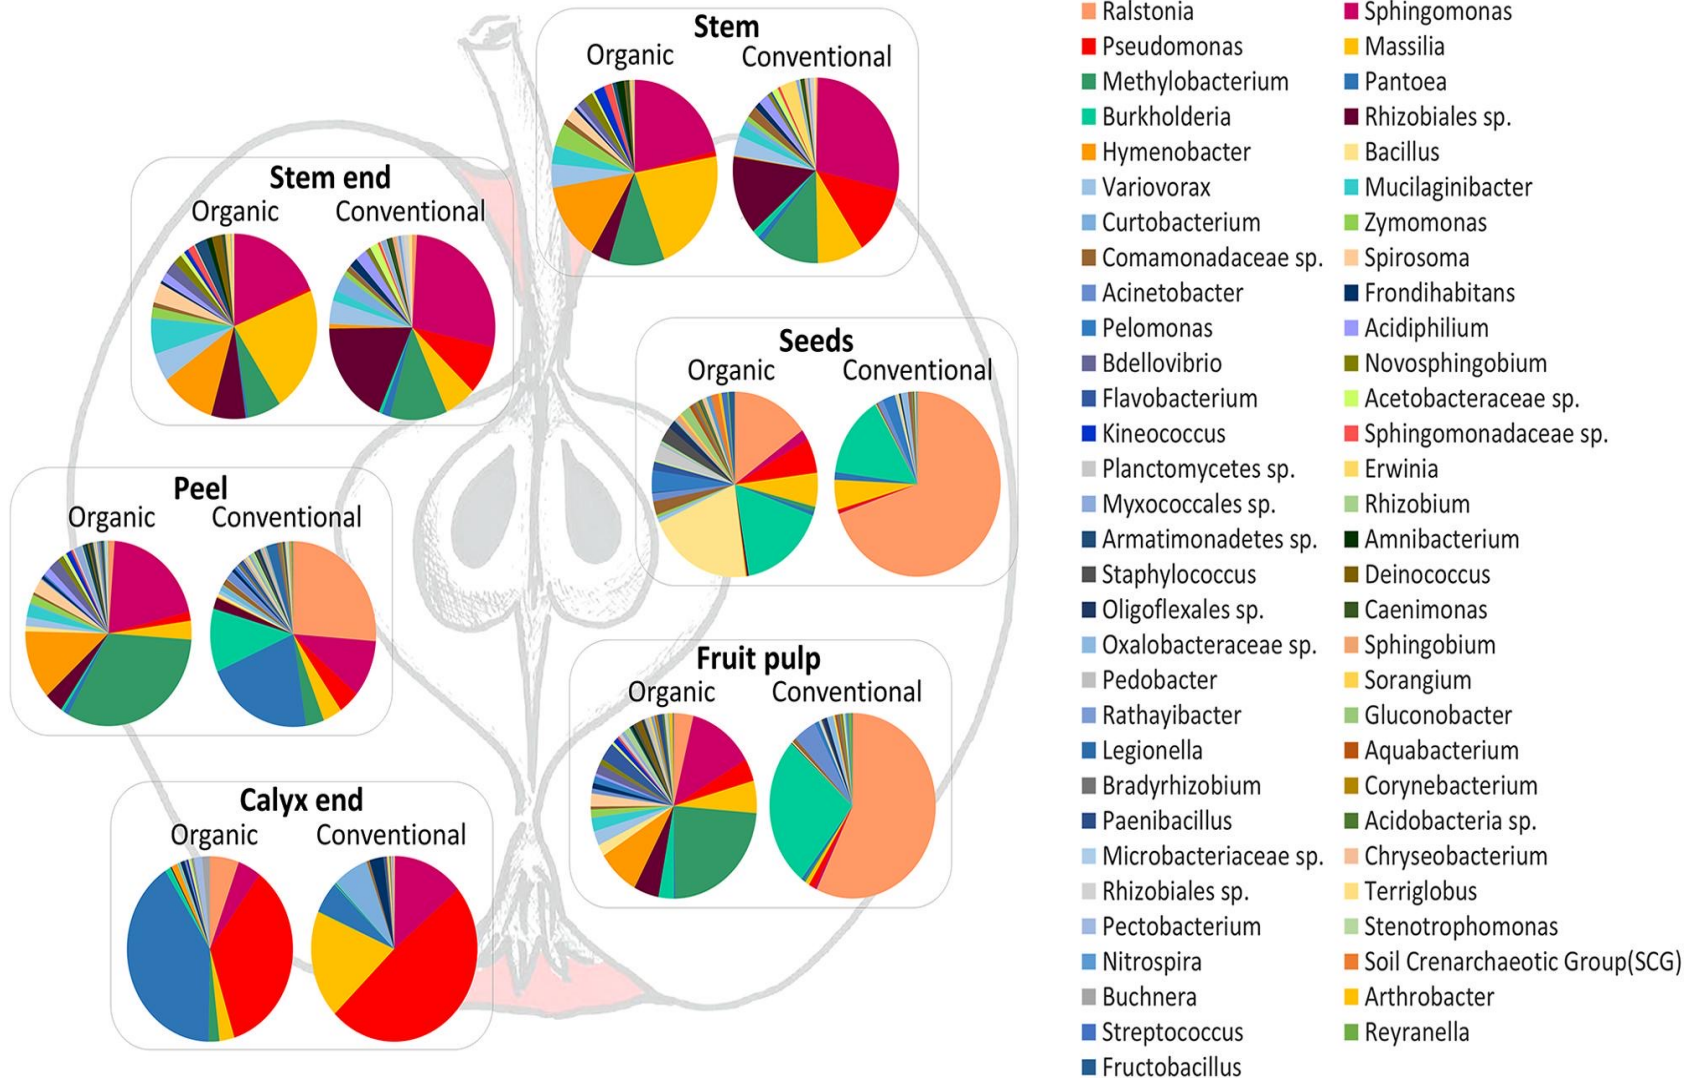 Stem
Organic
Conventional
Stem end
Organic
Conventional
Seeds
Organic
Conventional
Peel
Organic
Conventional
Fruit pulp
Organic
Conventional
Calyx end
Organic
Conventional
Ralstonia
Sphingomonas
Pseudomonas
Massilia
Methylobacterium
Pantoea
Burkholderia
Rhizobiales sp.
Hymenobacter
Bacillus
Variovorax
Mucilaginibacter
Curtobacterium
Zymomonas
Comamonadaceae sp.
Spirosoma
Acinetobacter
Frondihabitans
Pelomonas
Acidiphilium
Bdellovibrio
Novosphingobium
Flavobacterium
Acetobacteraceae sp.
Kineococcus
Sphingomonadaceae sp.
Planctomycetes sp.
Erwinia
Myxococcales sp.
Rhizobium
Armatimonadetes sp.
Amnibacterium
Staphylococcus
Deinococcus
Oligoflexales sp.
Caenimonas
Oxalobacteraceae sp.
Sphingobium
Pedobacter
Sorangium
Rathayibacter
Gluconobacter
Legionella
Aquabacterium
Bradyrhizobium
Corynebacterium
Paenibacillus
Acidobacteria sp.
Microbacteriaceae sp.
Chryseobacterium
Rhizobiales sp.
Terriglobus
Pectobacterium
Stenotrophomonas
Nitrospira
Soil Crenarchaeotic Group(SCG)
Buchnera
Arthrobacter
Streptococcus
Reyranella
Fructobacillus